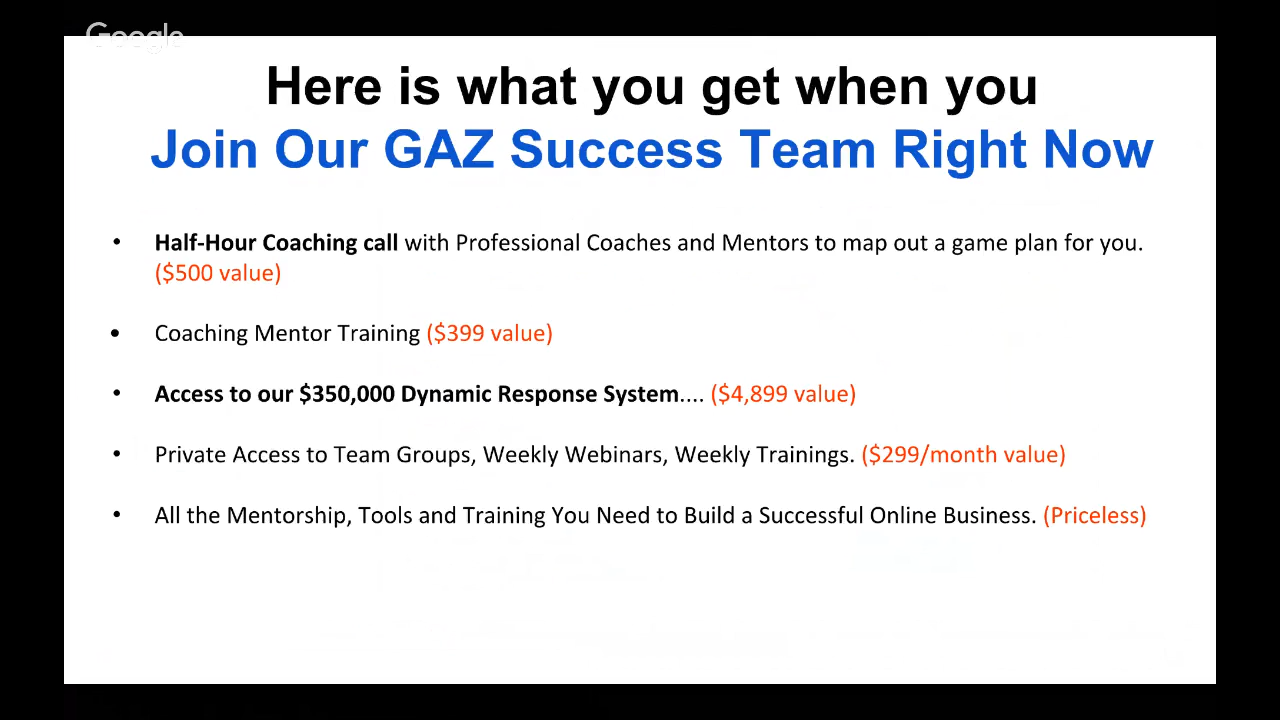 Google
Here is what you get when you
Join Our GAZ Success Team Right Now
• Half-Hour Coaching call with Professional Coaches and Mentors to map out a game plan for you.
($500 value)
• Coaching Mentor Training ($399 value)
• Access to our $350,000 Dynamic Response System.... ($4,899 value)
• Private Access to Team Groups, Weekly Webinars, Weekly Trainings. ($299/month value)
• All the Mentorship, Tools and Training You Need to Build a Successful Online Business. (Priceless)